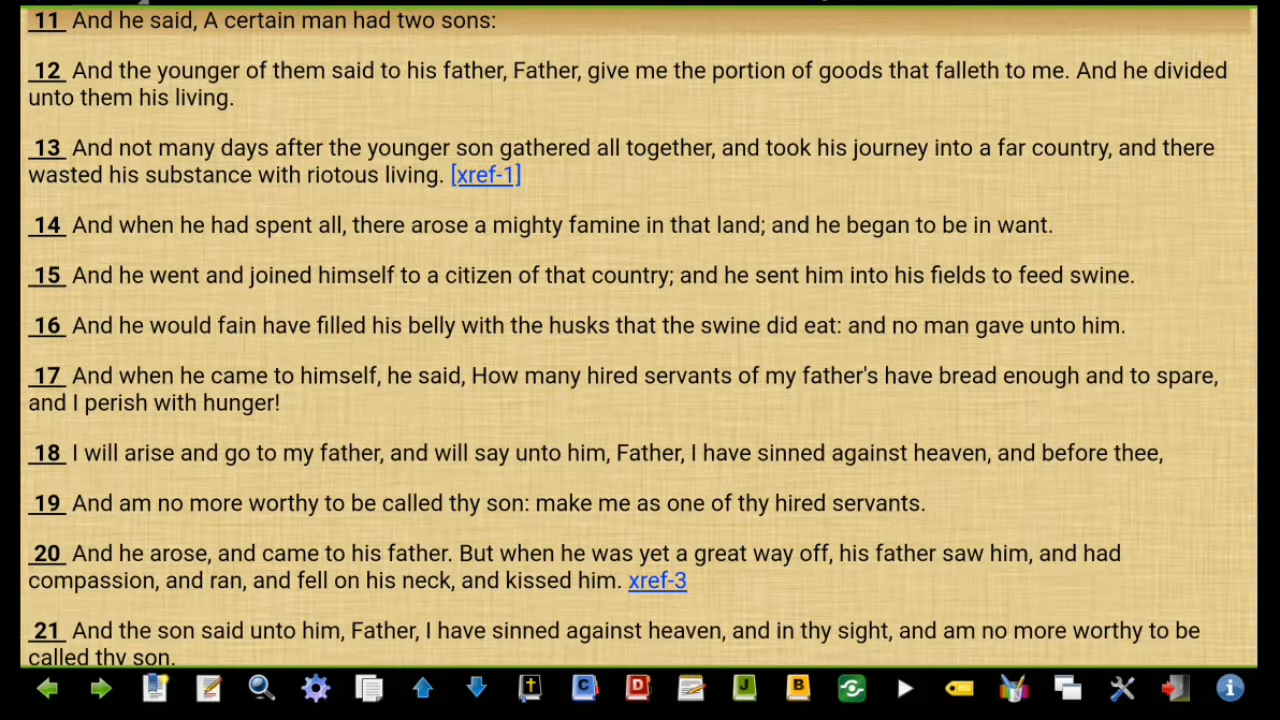 11 And he said, A certain man had two sons:
12 And the younger of them said to his father, Father, give me the portion of goods that falleth to me. And he divided
unto them his living.
13 And not many days after the younger son gathered all together, and took his journey into a far country, and there
wasted his substance with riotous living. [xref-1]
14 And when he had spent all, there arose a mighty famine in that land; and he began to be in want.
15 And he went and joined himself to a citizen of that country; and he sent him into his fields to feed swine.
16 And he would fain have filled his belly with the husks that the swine did eat: and no man gave unto him.
17 And when he came to himself, he said, How many hired servants of my father's have bread enough and to spare,
and I perish with hunger!
18 I will arise and go to my father, and will say unto him, Father, I have sinned against heaven, and before thee,
19 And am no more worthy to be called thy son: make me as one of thy hired servants.
20 And he arose, and came to his father. But when he was yet a great way off, his father saw him, and had
compassion, and ran, and fell on his neck, and kissed him. xref-3
21 And the son said unto him, Father, I have sinned against heaven, and in thy sight, and am no more worthy to be
called thy son.
C D J B i